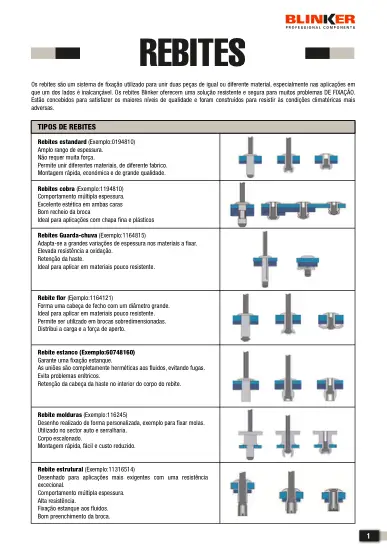 BLINKER
PROFESSIONAL COMPONENTS
REBITES
Os rebites são um sistema de fixação utilizado para unir duas peças de igual ou diferente material, especialmente nas aplicações em
que um dos lados é inalcançável. Os rebites Blinker oferecem uma solução resistente e segura para muitos problemas DE FIXAÇÃO.
Estão concebidos para satisfazer os maiores níveis de qualidade e foram construídos para resistir às condições climatéricas mais
adversas.
TIPOS DE REBITES
Rebites estandard (Exemplo:0194810)
Amplo rango de espessura.
Não requer muita força.
Permite unir diferentes materiais, de diferente fabrico.
Montagem rápida, económica e de grande qualidade.
Rebites cobra (Exemplo:1194810)
Comportamento múltipla espessura.
Excelente estética em ambas caras
Bom recheio da broca
Ideal para aplicações com chapa fina e plásticos
Rebites Guarda-chuva (Exemplo:1164815)
Adapta-se a grandes variações de espessura nos materiais a fixar.
Elevada resistência a oxidação.
Retenção da haste.
Ideal para aplicar em materiais pouco resistente.
Rebite flor (Ejemplo:1164121)
Forma uma cabeça de fecho com um diâmetro grande.
Ideal para aplicar em materiais pouco resistente.
Permite ser utilizado em brocas sobredimensionadas.
Distribui a carga e a força de aperto.
Rebite estanco (Exemplo:60748160)
Garante uma fixação estanque.
As uniões são completamente herméticas aos fluidos, evitando fugas.
Evita problemas eritricos.
Retenção da cabeça da haste no interior do corpo do rebite.
Rebite molduras (Exemplo:116245)
Desenho realizado de forma personalizada, exemplo para fixar molas.
Utilizado no sector auto e serralharia.
Corpo escalonado.
Montagem rápida, fácil e custo reduzido.
Rebite estrutural (Exemplo:11316514)
Desenhado para aplicações mais exigentes com uma resistência
excecional.
Comportamento múltipla espessura.
Alta resistência.
Fixação estanque aos fluidos.
Bom preenchimento da broca.
1